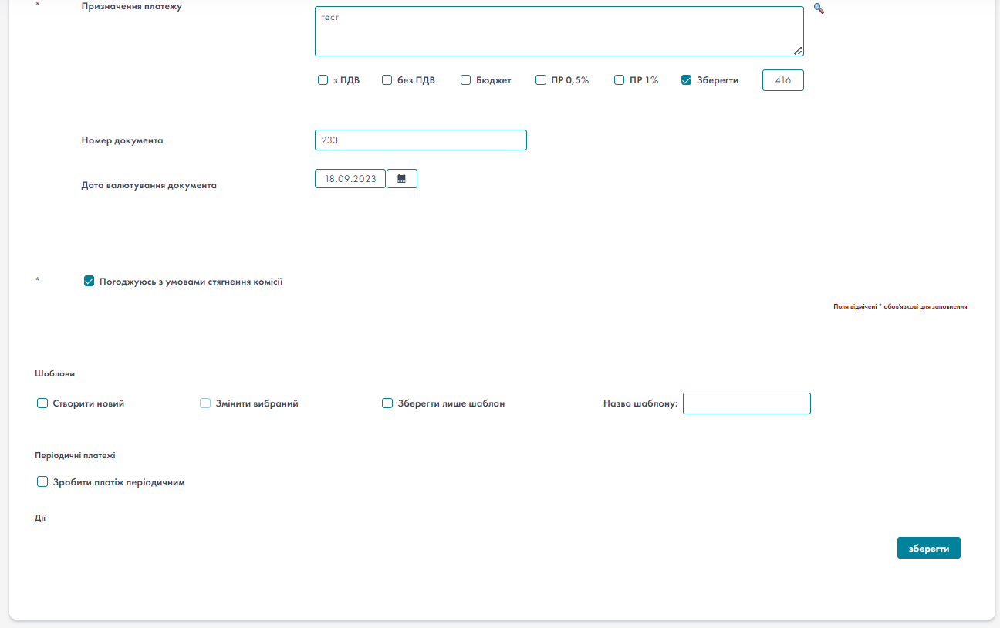 * Призначення платежу
тест
з ПДВ без ПДВ Бюджет ПР 0,5% ПР 1% Зберегти 416
Номер документа 233
Дата валютування документа 18.09.2023
* Погоджуюсь з умовами стягнення комісії
Поля відмічені * обов'язкові для заповнення
Шаблони
Створити новий Змінити вибраний Зберегти лише шаблон Назва шаблону:
Періодичні платежі
Зробити платіж періодичним
Дії
зберегти